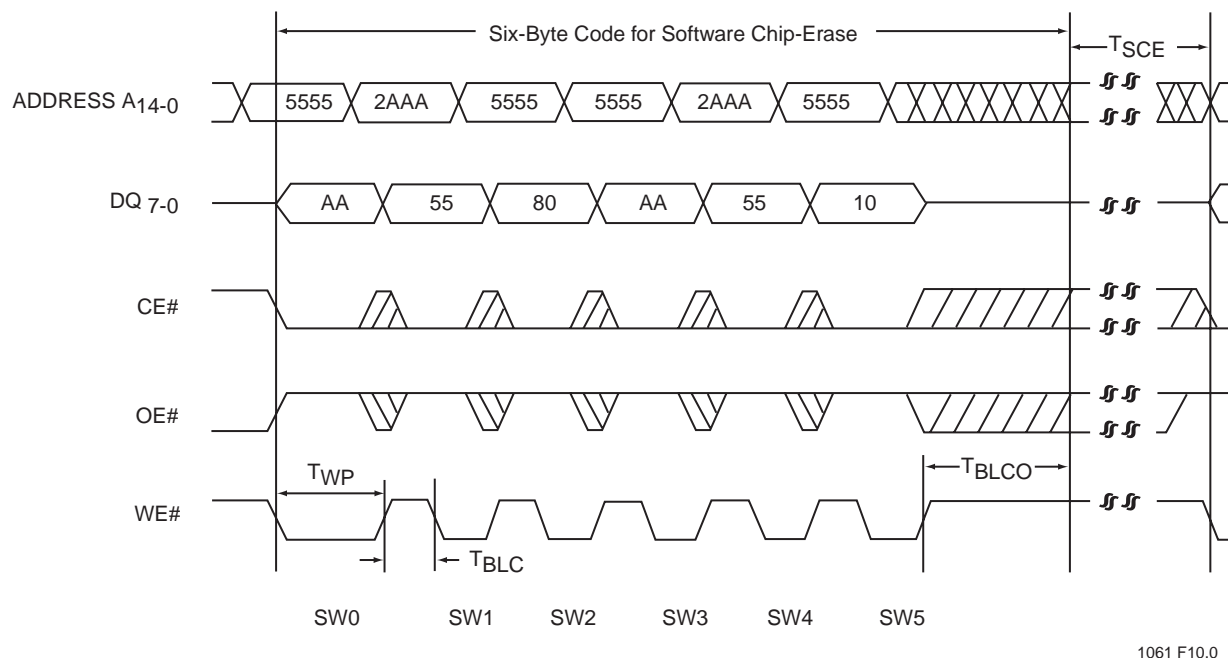 Six-Byte Code for Software Chip-Erase
TSCE
ADDRESS A14-0
5555 2AAA 5555 5555 2AAA 5555
DQ 7-0
AA 55 80 AA 55 10
CE#
OE#
TWP
TBLCO
WE#
TBLC
SW0 SW1 SW2 SW3 SW4 SW5
1061 F10.0